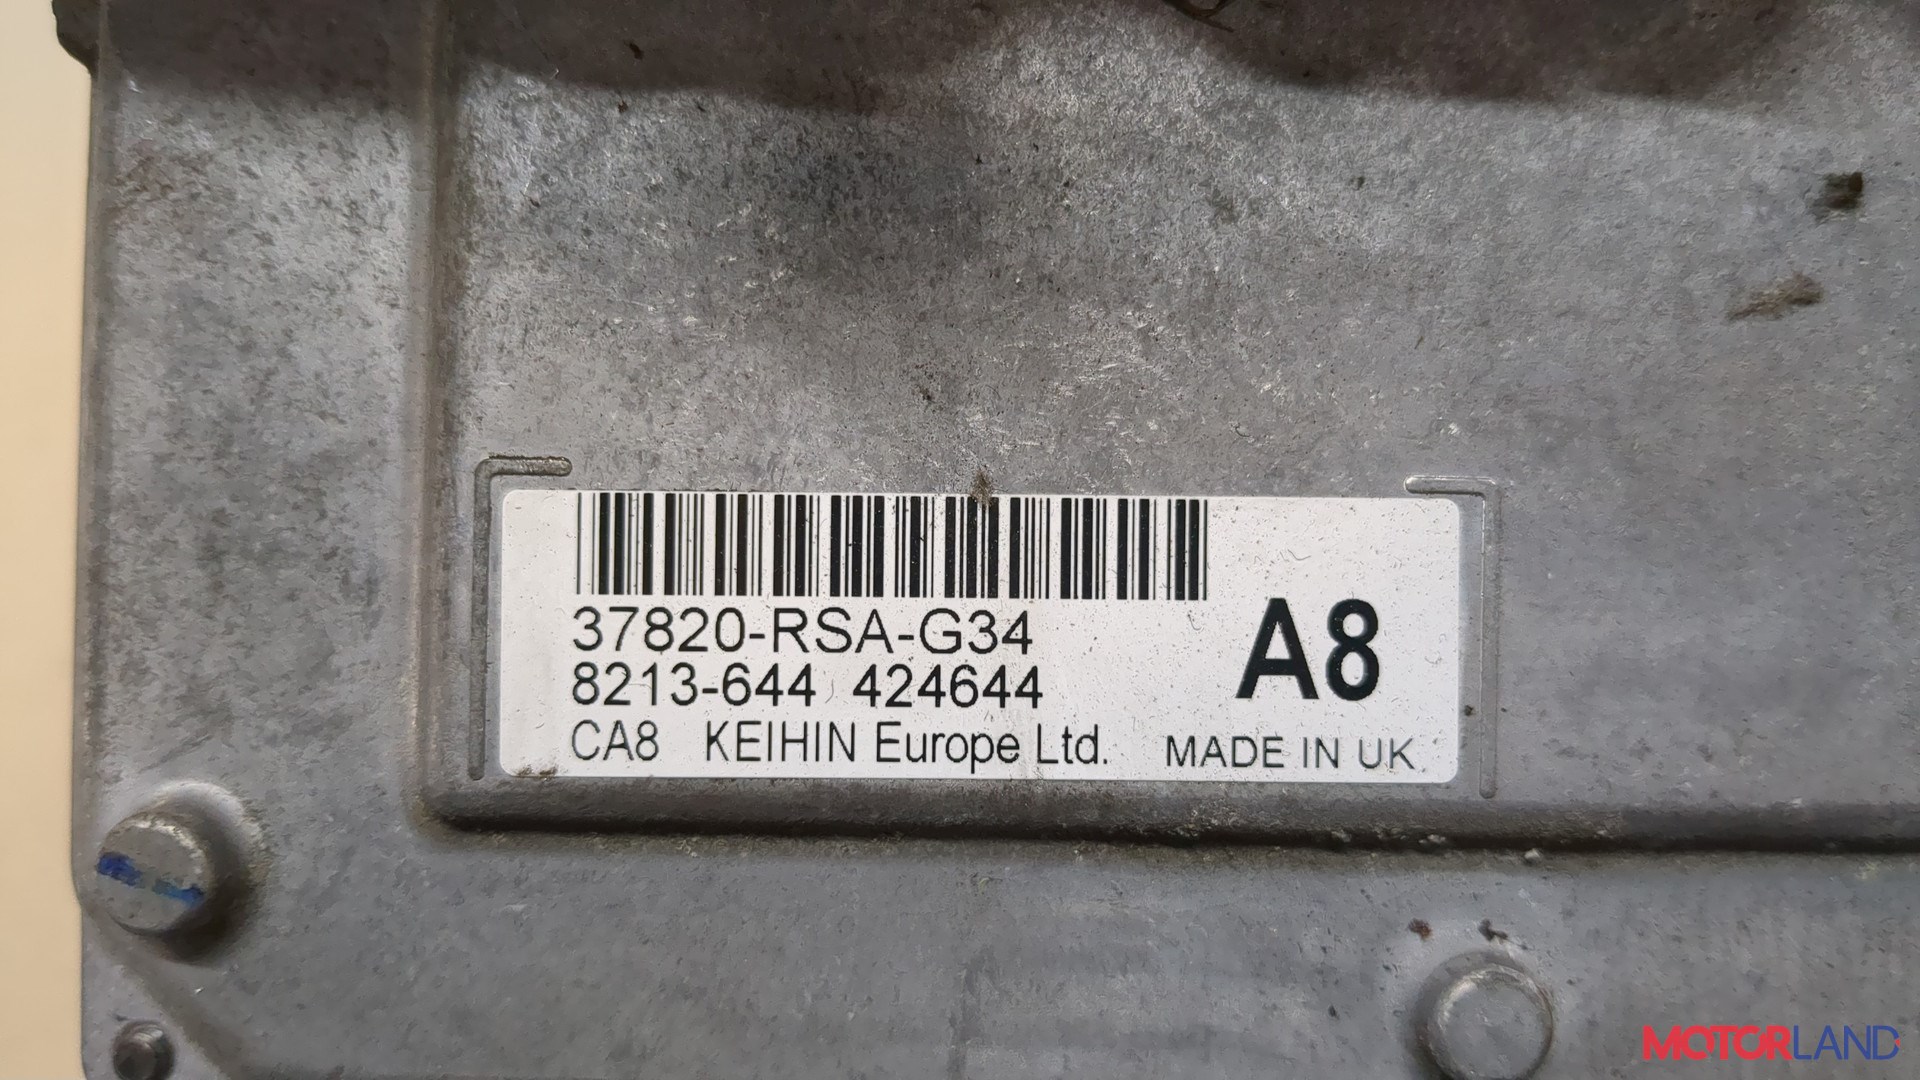 37820-RSA-G34
8213-644 424644
A8
CA8 KEIHIN Europe Ltd. MADE IN UK
MOTORLAND